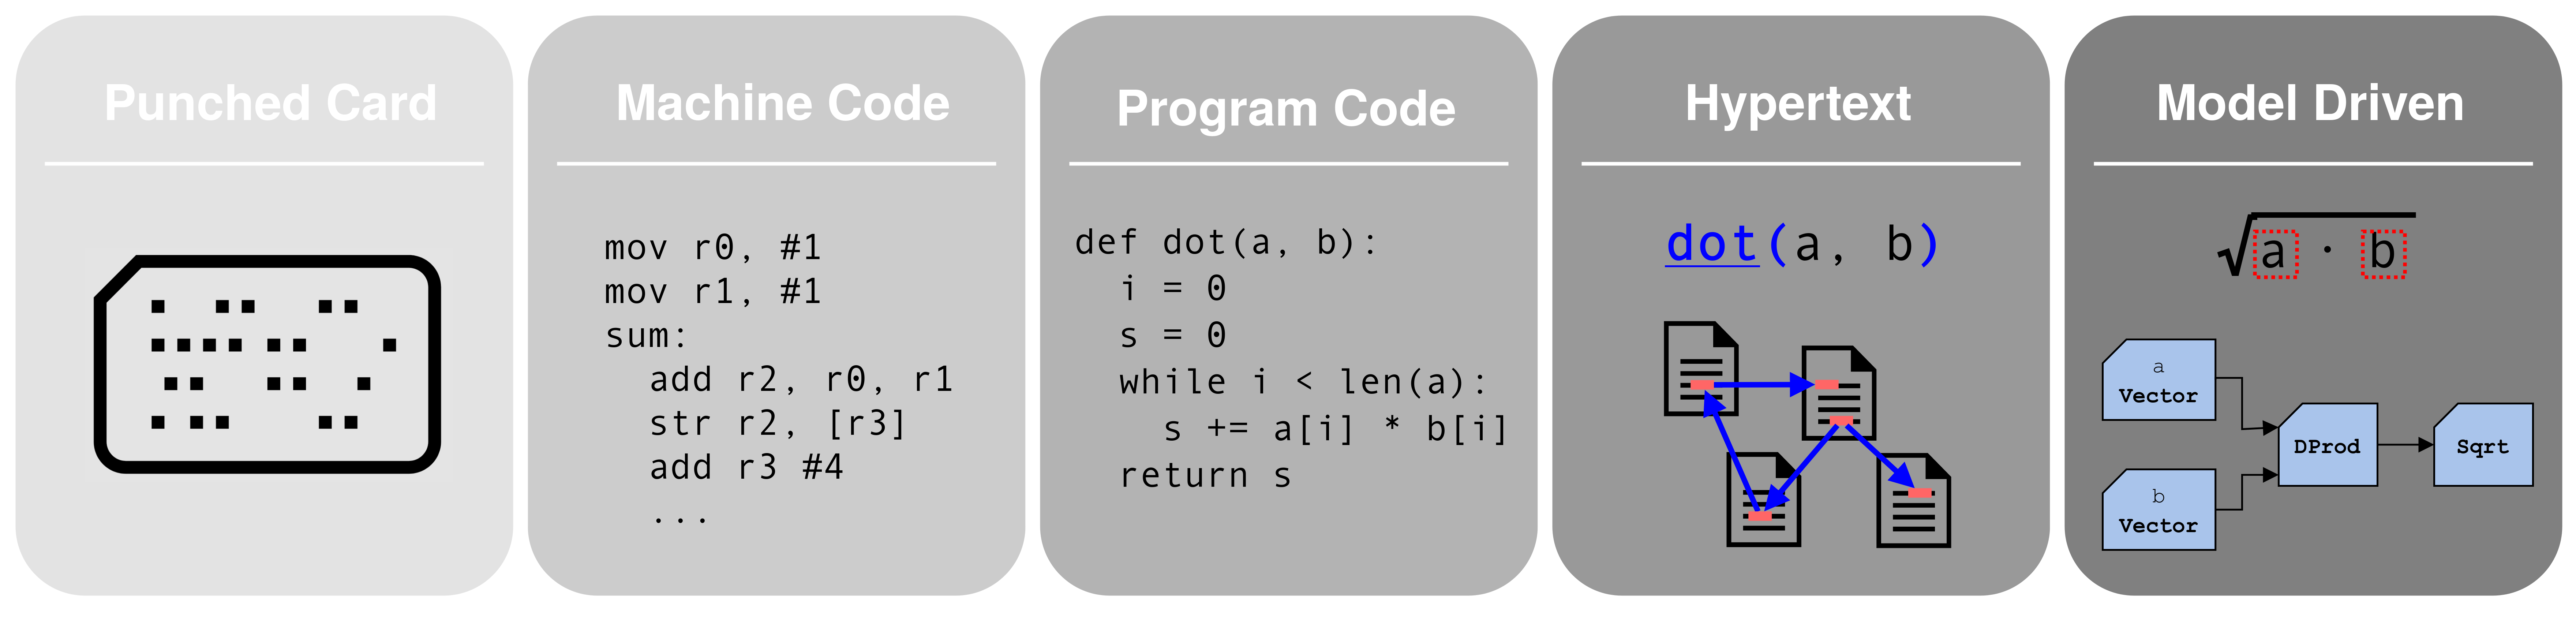 Punched Card
Machine Code
mov r0, #1
mov r1, #1
sum:
add r2, r0, r1
str r2, [r3]
add r3 #4
...
Program Code
def dot(a, b):
i = 0
s = 0
while i < len(a):
s += a[i] * b[i]
return s
Hypertext
dot(a, b)
Model Driven
√a · b
a
Vector
b
Vector
DProd
Sqrt